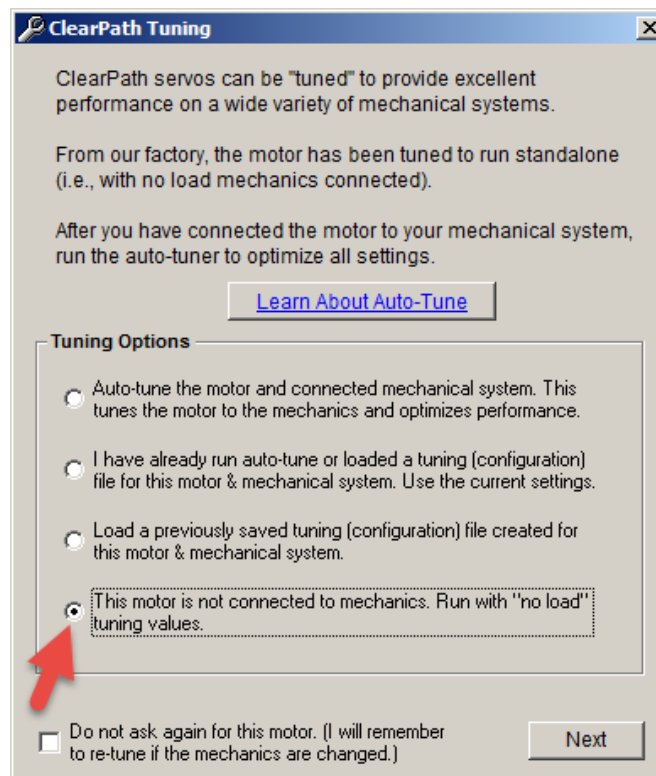 ClearPath Tuning
ClearPath servos can be "tuned" to provide excellent
performance on a wide variety of mechanical systems.
From our factory, the motor has been tuned to run standalone
(i.e., with no load mechanics connected).
After you have connected the motor to your mechanical system,
run the auto-tuner to optimize all settings.
Learn About Auto-Tune
Tuning Options
Auto-tune the motor and connected mechanical system. This
tunes the motor to the mechanics and optimizes performance.
I have already run auto-tune or loaded a tuning (configuration)
file for this motor & mechanical system. Use the current settings.
Load a previously saved tuning (configuration) file created for
this motor & mechanical system.
This motor is not connected to mechanics. Run with "no load"
tuning values.
Do not ask again for this motor. (I will remember
to re-tune if the mechanics are changed.)
Next